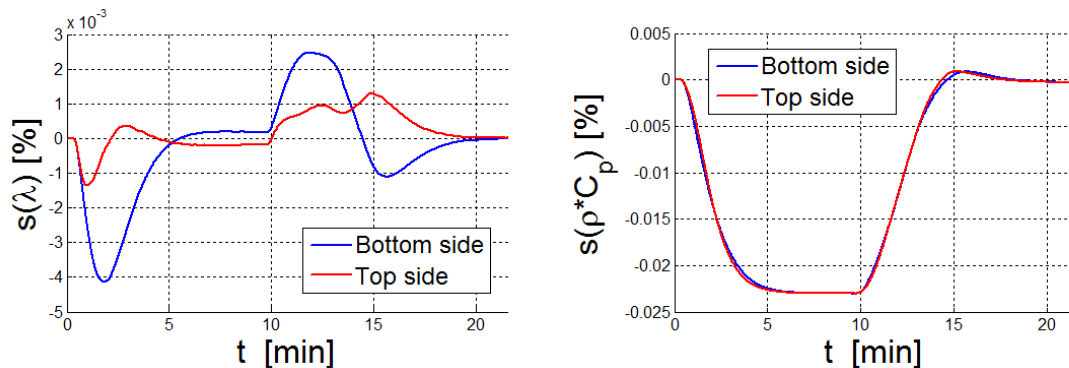 x 10⁻³
3
2
1
0
-1
-2
-3
-4
-5
s(λ) [%]
Bottom side
Top side
0 5 10 15 20
t [min]
0.005
0
-0.005
-0.01
-0.015
-0.02
-0.025
s(ρ*Cₚ) [%]
Bottom side
Top side
0 5 10 15 20
t [min]